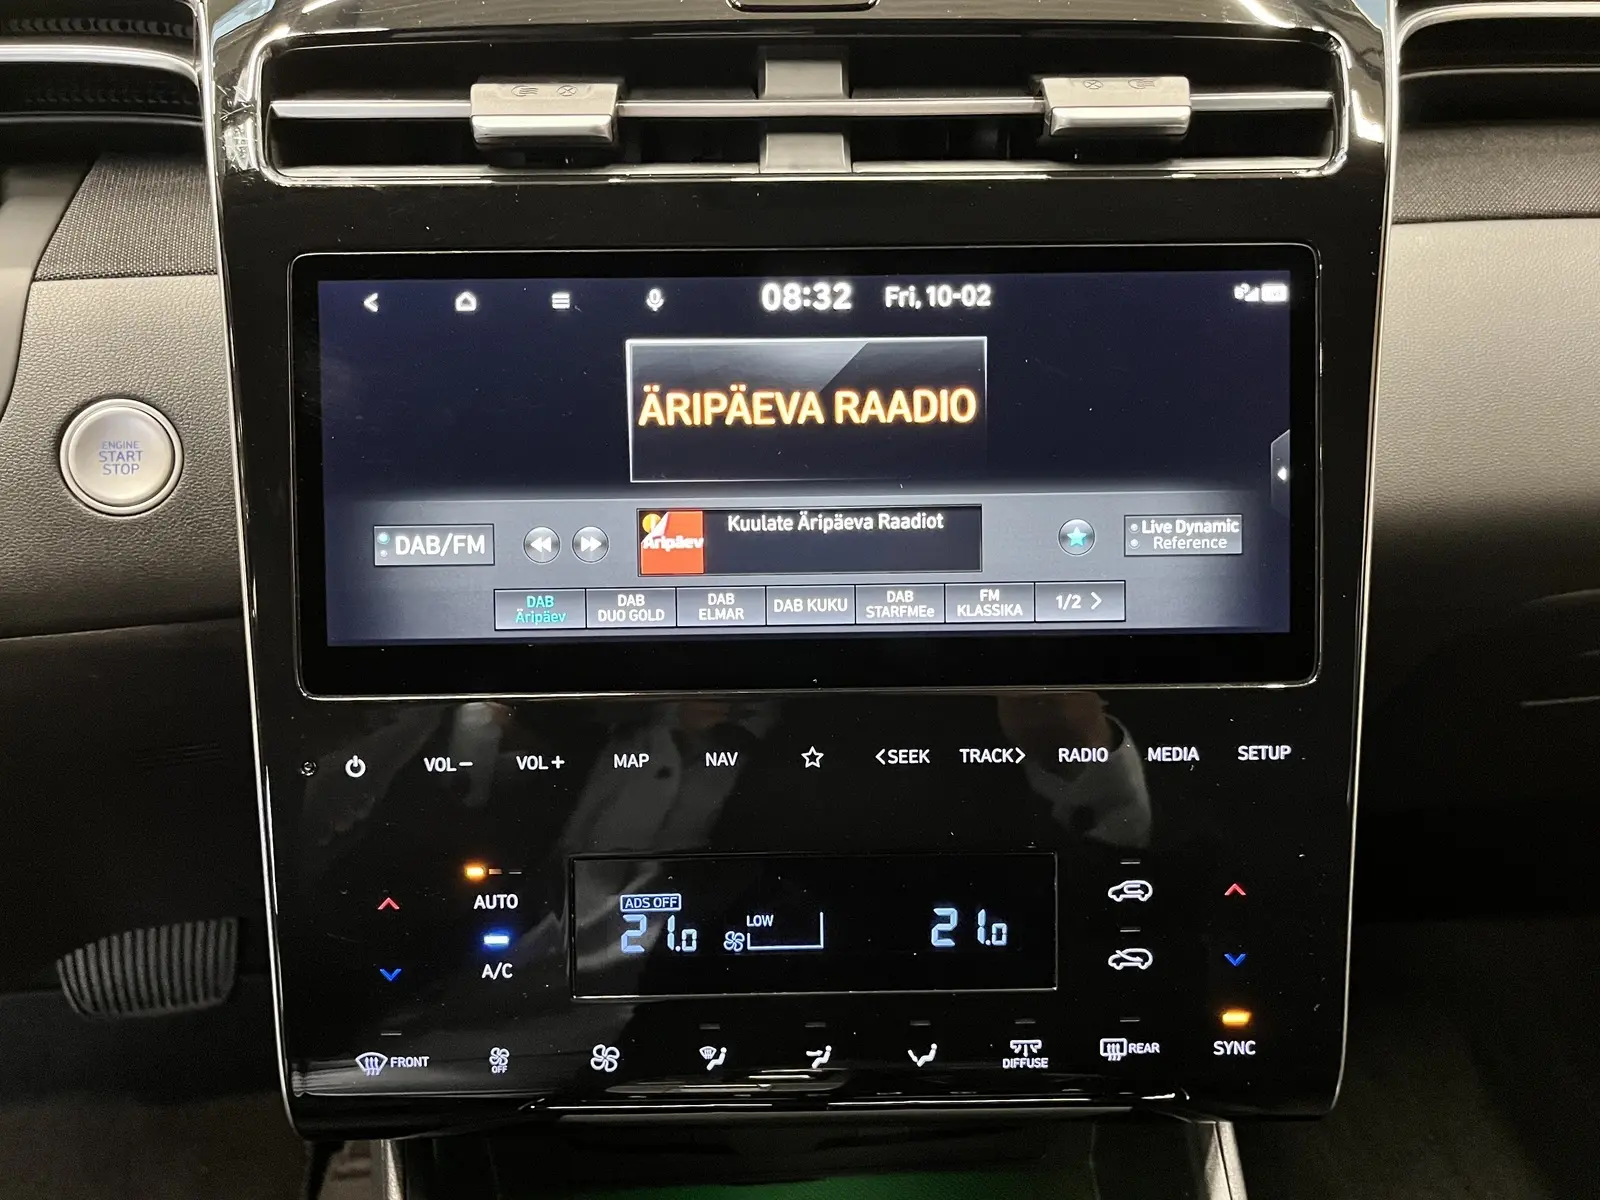 08:32 Fri, 10-02
ÄRIPÄEVA RAADIO
ENGINE
START
STOP
DAB/FM
Äripäev
Kuulate Äripäeva Raadiot
Live Dynamic
Reference
DAB
Äripäev
DAB
DUO GOLD
DAB
ELMAR
DAB KUKU
DAB
STARFMEe
FM
KLASSIKA
1/2
VOL− VOL+ MAP NAV <SEEK TRACK> RADIO MEDIA SETUP
AUTO
A/C
ADS OFF
21.0
LOW
21.0
FRONT
OFF
DIFFUSE
REAR
SYNC